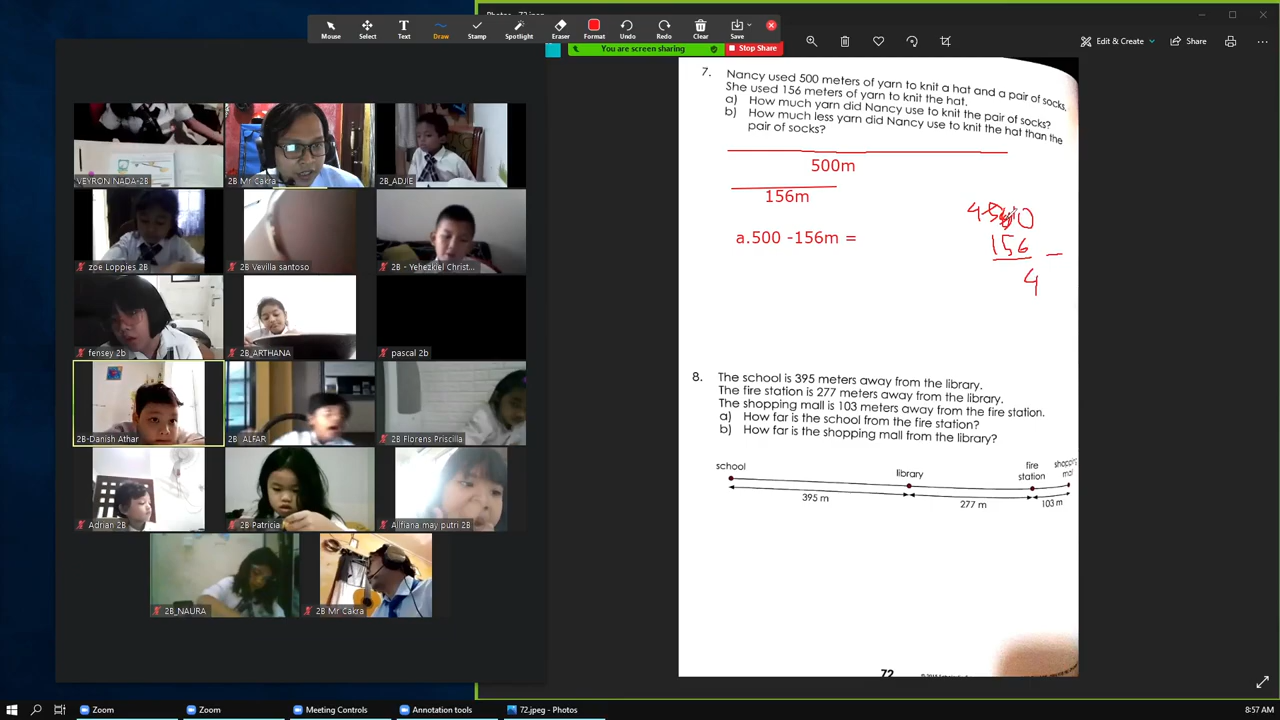 Photos - 72.jpeg
Mouse
Select
Text
Draw
Stamp
Spotlight
Eraser
Format
Undo
Redo
Clear
Save
You are screen sharing
Stop Share
Edit & Create
Share
VEYRON NADA-2B
2B Mr Cakra
2B_ADJIE
zoe Loppies 2B
2B Vevilla santoso
2B - Yehezkiel Christ...
fensey 2b
2B_ARTHANA
pascal 2b
2B-Danish Athar
2B_ALFAR
2B Florens Priscilla
Adrian 2B
2B Patricia
Alifiana may putri 2B
2B_NAURA
2B Mr Cakra
7. Nancy used 500 meters of yarn to knit a hat and a pair of socks.
She used 156 meters of yarn to knit the hat.
a) How much yarn did Nancy use to knit the pair of socks?
b) How much less yarn did Nancy use to knit the hat than the
pair of socks?
500m
156m
a.500 -156m =
156 –
4
8. The school is 395 meters away from the library.
The fire station is 277 meters away from the library.
The shopping mall is 103 meters away from the fire station.
a) How far is the school from the fire station?
b) How far is the shopping mall from the library?
school
library
fire
station
mal
395 m
277 m
103 m
72
Zoom
Zoom
Meeting Controls
Annotation tools
72.jpeg - Photos
8:57 AM